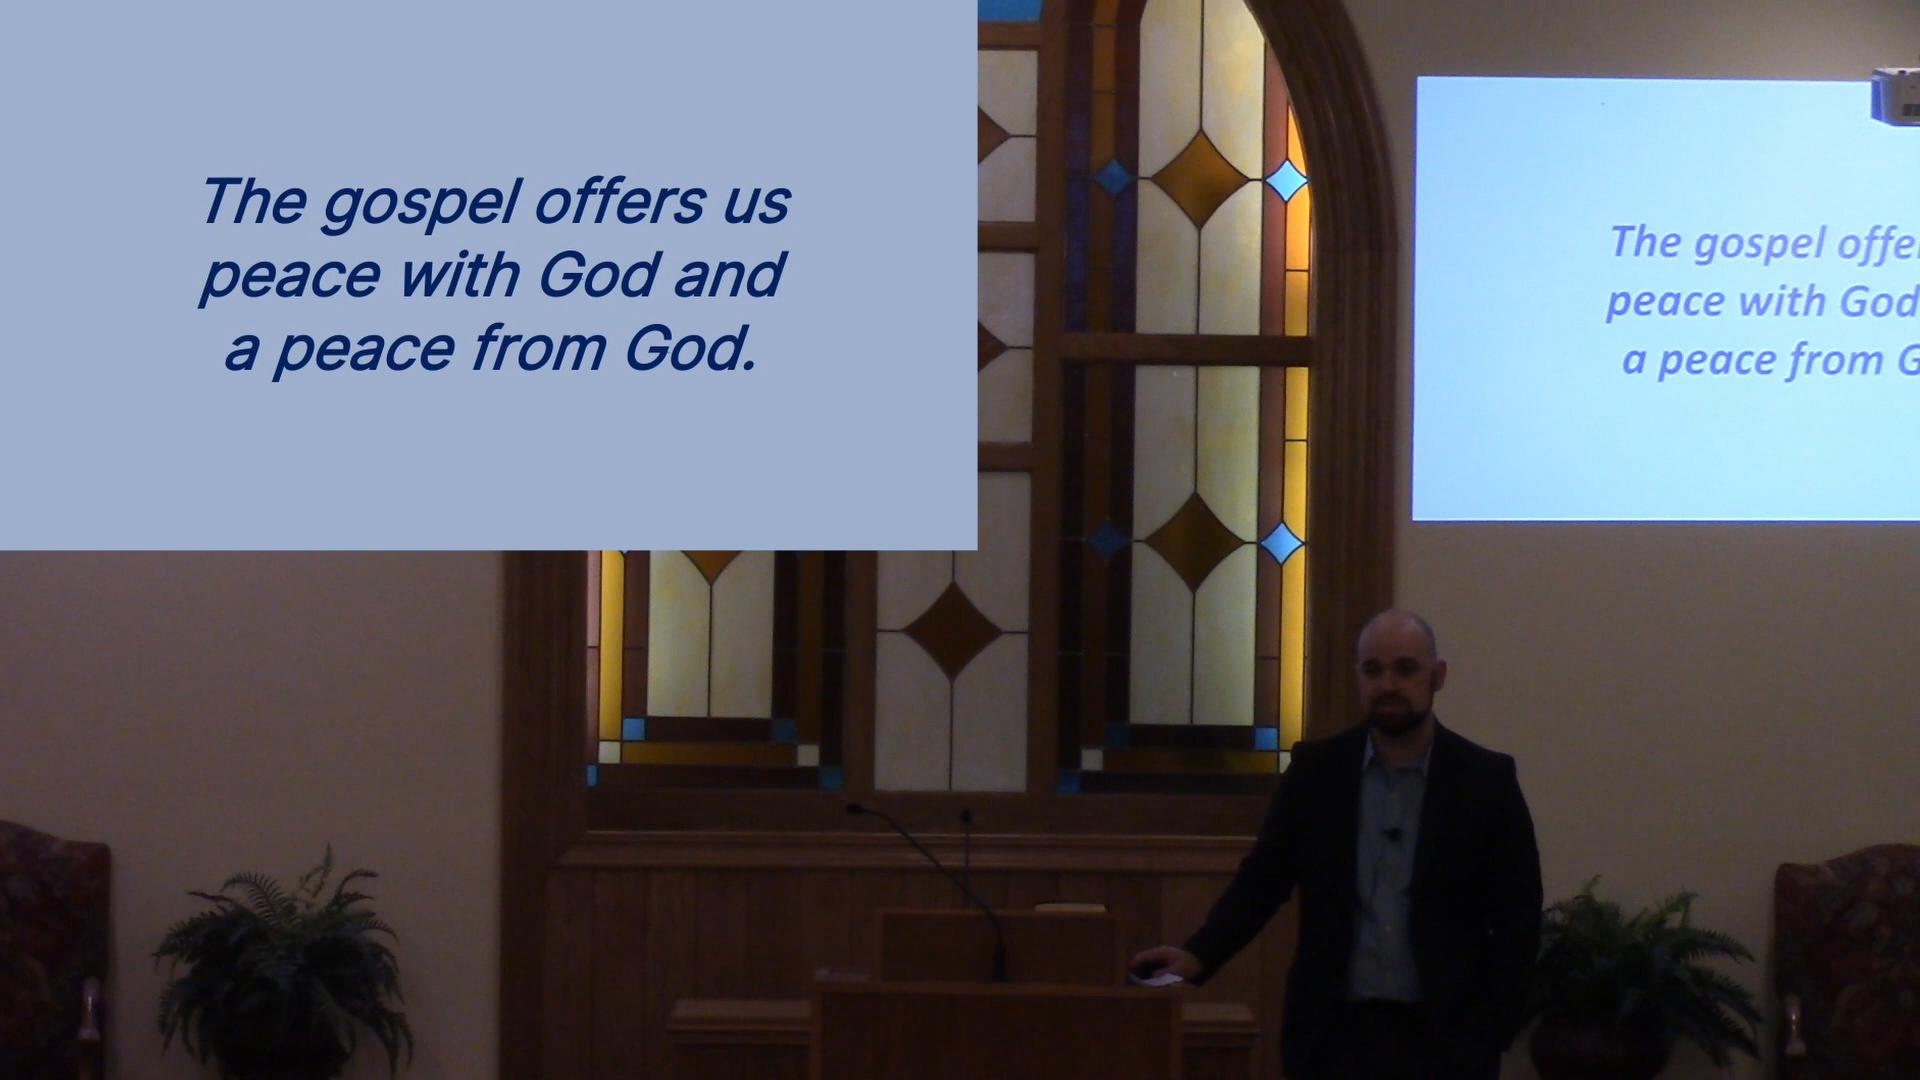 The gospel offers us
peace with God and
a peace from God.
The gospel offe
peace with God
a peace from G